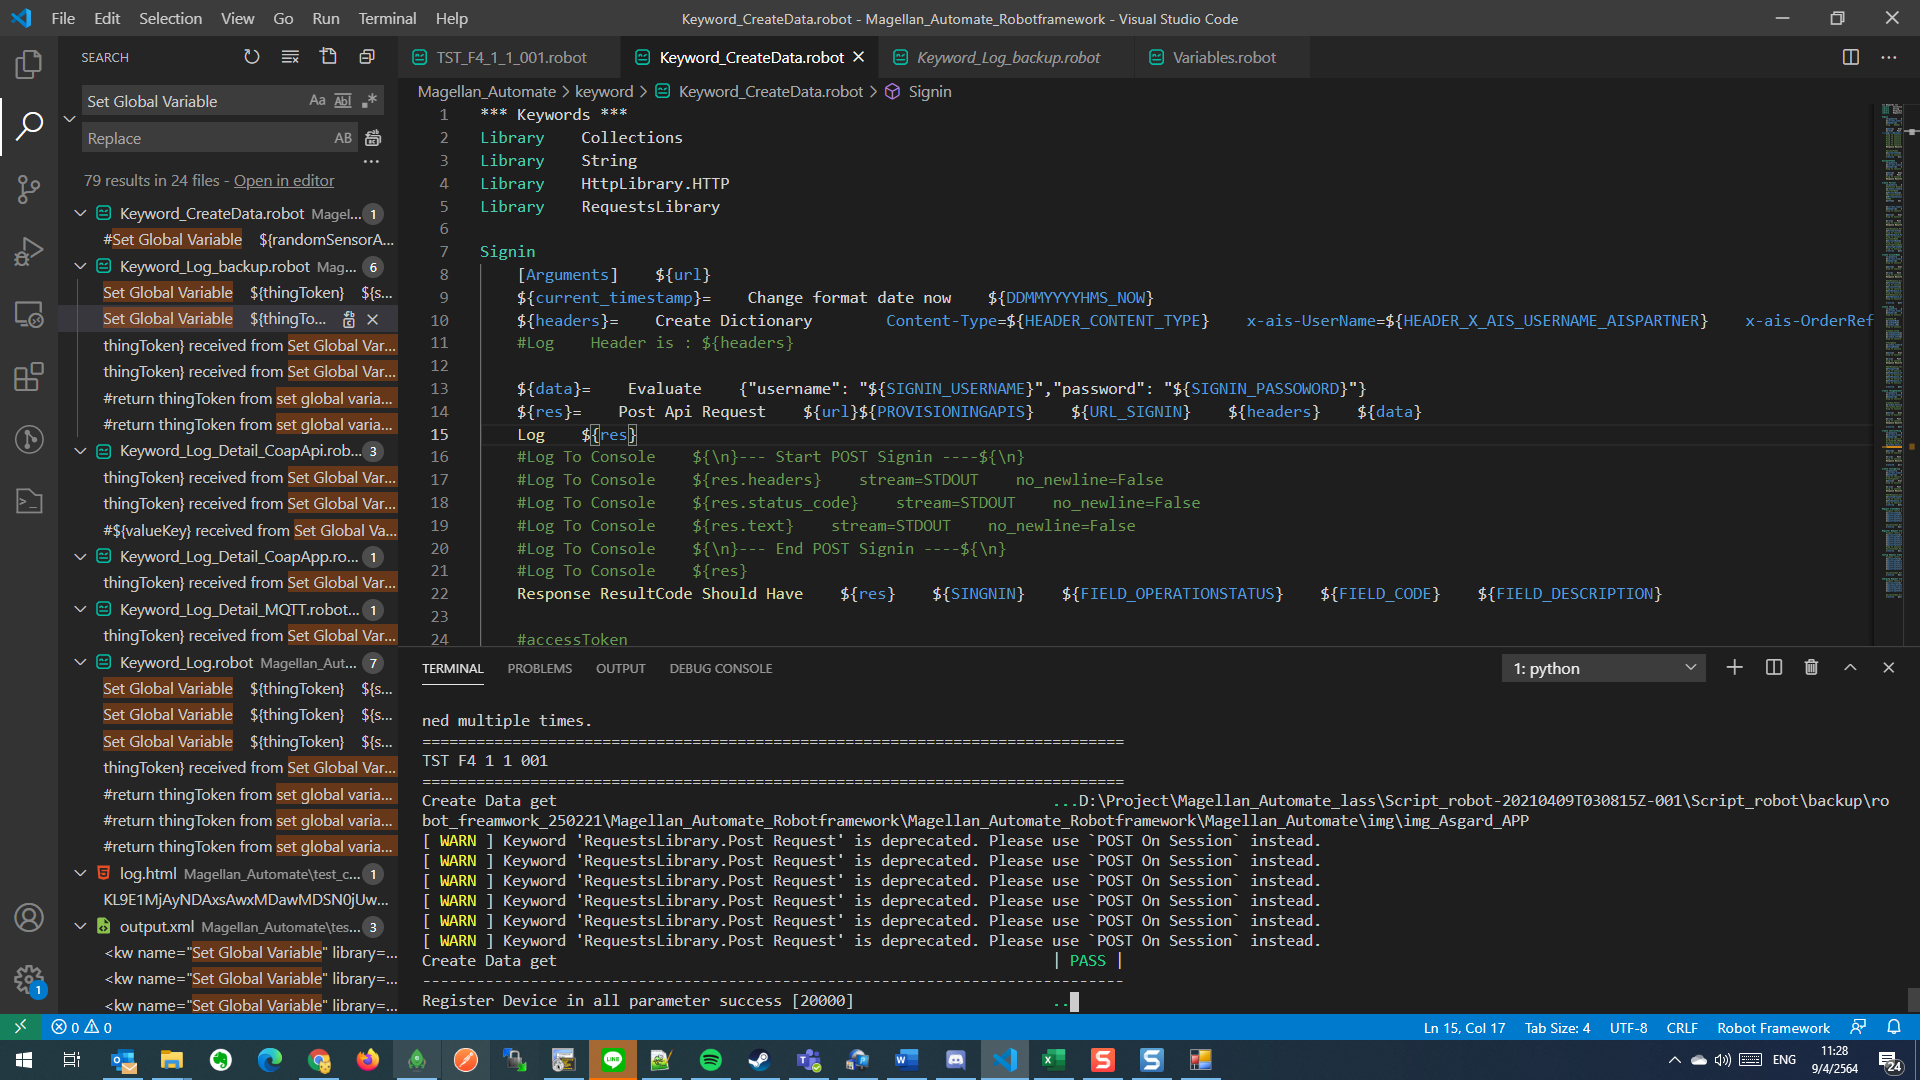 File Edit Selection View Go Run Terminal Help
Keyword_CreateData.robot - Magellan_Automate_Robotframework - Visual Studio Code
SEARCH
Set Global Variable
Aa Abl .*
Replace
AB
79 results in 24 files - Open in editor
Keyword_CreateData.robot Magel... 1
#Set Global Variable ${randomSensorA...
Keyword_Log_backup.robot Mag... 6
Set Global Variable ${thingToken} ${s...
Set Global Variable ${thingTo...
thingToken} received from Set Global Var...
thingToken} received from Set Global Var...
#return thingToken from set global varia...
#return thingToken from set global varia...
Keyword_Log_Detail_CoapApi.rob... 3
thingToken} received from Set Global Var...
thingToken} received from Set Global Var...
#${valueKey} received from Set Global Va...
Keyword_Log_Detail_CoapApp.ro... 1
thingToken} received from Set Global Var...
Keyword_Log_Detail_MQTT.robot... 1
thingToken} received from Set Global Var...
Keyword_Log.robot Magellan_Aut... 7
Set Global Variable ${thingToken} ${s...
Set Global Variable ${thingToken} ${s...
Set Global Variable ${thingToken} ${s...
thingToken} received from Set Global Var...
#return thingToken from set global varia...
#return thingToken from set global varia...
#return thingToken from set global varia...
log.html Magellan_Automate\test_c... 1
KL9E1MjAyNDAxsAwxMDawMDSN0jUw...
output.xml Magellan_Automate\tes... 3
<kw name="Set Global Variable" library=...
<kw name="Set Global Variable" library=...
<kw name="Set Global Variable" library=...
TST_F4_1_1_001.robot
Keyword_CreateData.robot
Keyword_Log_backup.robot
Variables.robot
Magellan_Automate > keyword > Keyword_CreateData.robot > Signin
1 *** Keywords ***
2 Library Collections
3 Library String
4 Library HttpLibrary.HTTP
5 Library RequestsLibrary
6
7 Signin
8 [Arguments] ${url}
9 ${current_timestamp}= Change format date now ${DDMMYYYYHMS_NOW}
10 ${headers}= Create Dictionary Content-Type=${HEADER_CONTENT_TYPE} x-ais-UserName=${HEADER_X_AIS_USERNAME_AISPARTNER} x-ais-OrderRef
11 #Log Header is : ${headers}
12
13 ${data}= Evaluate {"username": "${SIGNIN_USERNAME}","password": "${SIGNIN_PASSOWORD}"}
14 ${res}= Post Api Request ${url}${PROVISIONINGAPIS} ${URL_SIGNIN} ${headers} ${data}
15 Log ${res}
16 #Log To Console ${\n}--- Start POST Signin ----${\n}
17 #Log To Console ${res.headers} stream=STDOUT no_newline=False
18 #Log To Console ${res.status_code} stream=STDOUT no_newline=False
19 #Log To Console ${res.text} stream=STDOUT no_newline=False
20 #Log To Console ${\n}--- End POST Signin ----${\n}
21 #Log To Console ${res}
22 Response ResultCode Should Have ${res} ${SINGNIN} ${FIELD_OPERATIONSTATUS} ${FIELD_CODE} ${FIELD_DESCRIPTION}
23
24 #accessToken
TERMINAL PROBLEMS OUTPUT DEBUG CONSOLE
1: python
ned multiple times.
==============================================================================
TST F4 1 1 001
==============================================================================
Create Data get ...D:\Project\Magellan_Automate_lass\Script_robot-20210409T030815Z-001\Script_robot\backup\ro
bot_freamwork_250221\Magellan_Automate_Robotframework\Magellan_Automate_Robotframework\Magellan_Automate\img\img_Asgard_APP
[ WARN ] Keyword 'RequestsLibrary.Post Request' is deprecated. Please use `POST On Session` instead.
[ WARN ] Keyword 'RequestsLibrary.Post Request' is deprecated. Please use `POST On Session` instead.
[ WARN ] Keyword 'RequestsLibrary.Post Request' is deprecated. Please use `POST On Session` instead.
[ WARN ] Keyword 'RequestsLibrary.Post Request' is deprecated. Please use `POST On Session` instead.
[ WARN ] Keyword 'RequestsLibrary.Post Request' is deprecated. Please use `POST On Session` instead.
[ WARN ] Keyword 'RequestsLibrary.Post Request' is deprecated. Please use `POST On Session` instead.
Create Data get | PASS |
------------------------------------------------------------------------------
Register Device in all parameter success [20000] ..
1
0 0
Ln 15, Col 17 Tab Size: 4 UTF-8 CRLF Robot Framework
LINE
ENG
11:28
9/4/2564
24